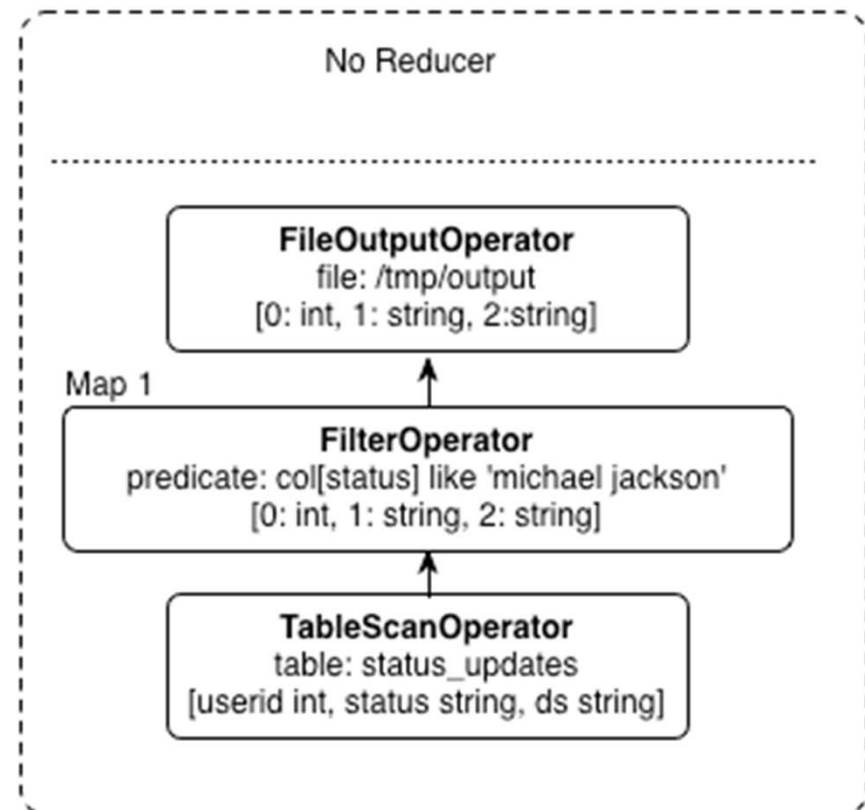 No Reducer
FileOutputOperator
file: /tmp/output
[0: int, 1: string, 2:string]
Map 1
FilterOperator
predicate: col[status] like 'michael jackson'
[0: int, 1: string, 2: string]
TableScanOperator
table: status_updates
[userid int, status string, ds string]